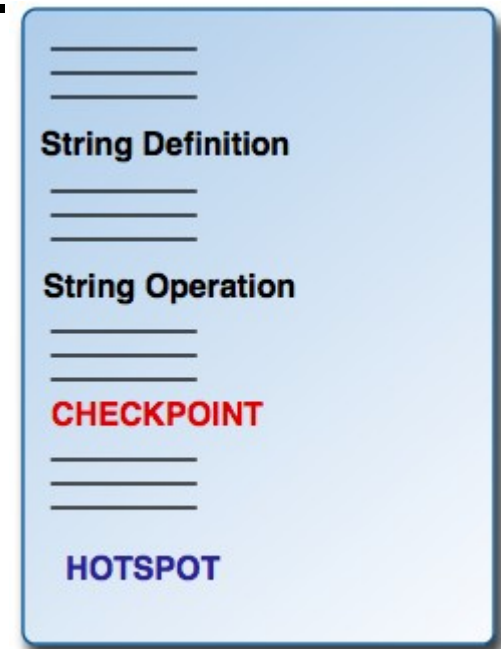 String Definition
String Operation
CHECKPOINT
HOTSPOT